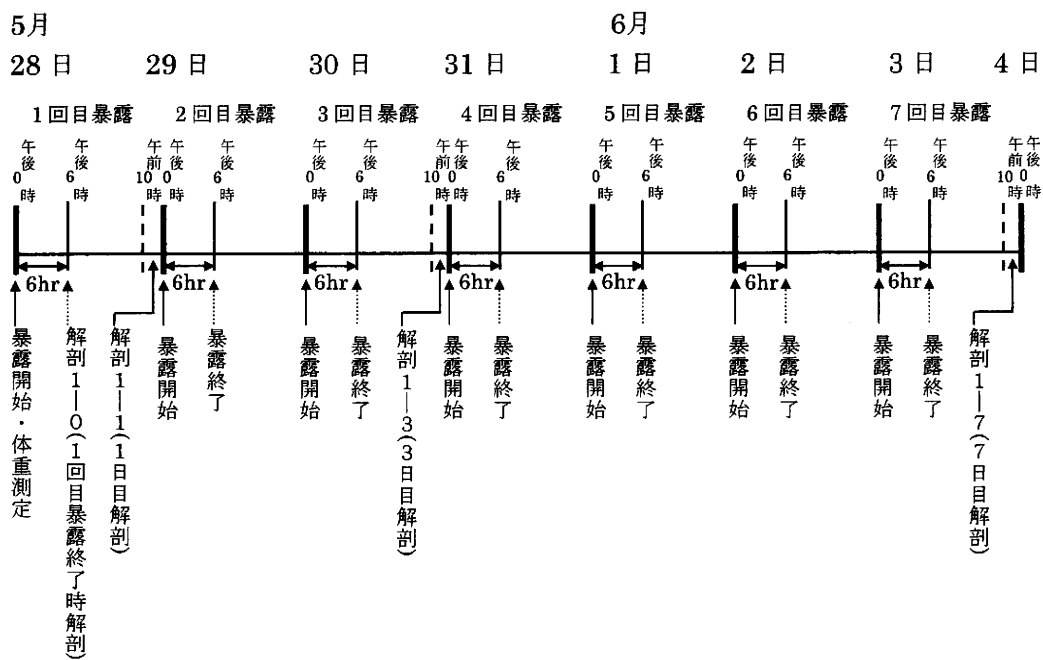 5月
6月
28日
29日
30日
31日
1日
2日
3日
4日
1回目暴露
2回目暴露
3回目暴露
4回目暴露
5回目暴露
6回目暴露
7回目暴露
午後0時
午後6時
午前10時
午後0時
午後6時
午後0時
午後6時
午前10時
午後0時
午後6時
午後0時
午後6時
午後0時
午後6時
午後0時
午後6時
午前10時
午後0時
6hr
6hr
6hr
6hr
6hr
6hr
6hr
暴露開始・体重測定
解剖1―0(1回目暴露終了時解剖)
解剖1―1(1日目解剖)
暴露開始
暴露終了
暴露開始
暴露終了
解剖1―3(3日目解剖)
暴露開始
暴露終了
暴露開始
暴露終了
暴露開始
暴露終了
暴露開始
暴露終了
解剖1―7(7日目解剖)